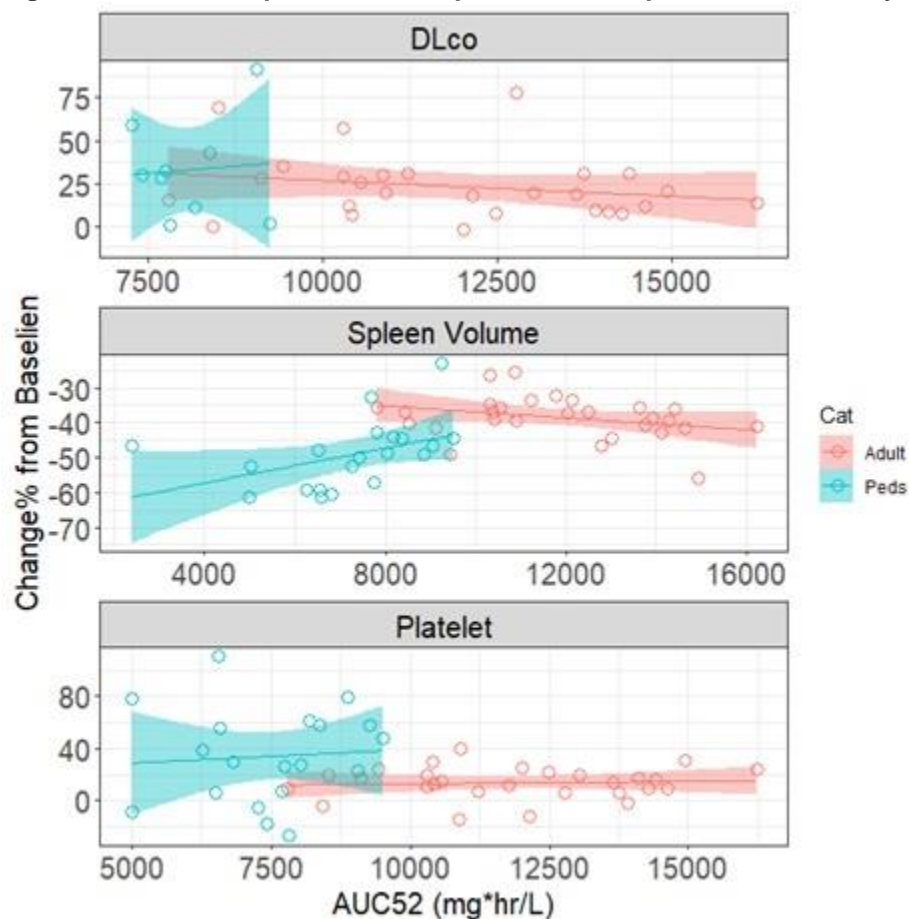 DLco
75
50
25
0
7500 10000 12500 15000
Spleen Volume
-30
-40
-50
-60
-70
4000 8000 12000 16000
Platelet
80
40
0
5000 7500 10000 12500 15000
AUC52 (mg*hr/L)
Change% from Baselien
Cat
Adult
Peds